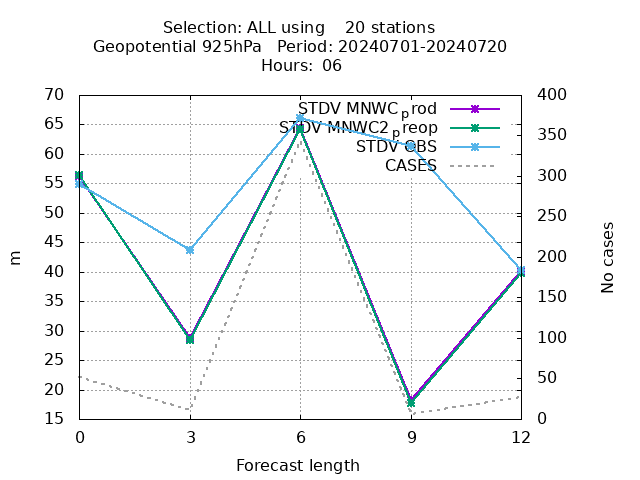 Selection: ALL using    20 stations
Geopotential 925hPa   Period: 20240701-20240720
Hours: 06
70
65
60
55
50
45
40
35
30
25
20
15
400
350
300
250
200
150
100
50
0
STDV MNWC_prod
STDV MNWC2_preop
STDV OBS
CASES
m
No cases
0 3 6 9 12
Forecast length